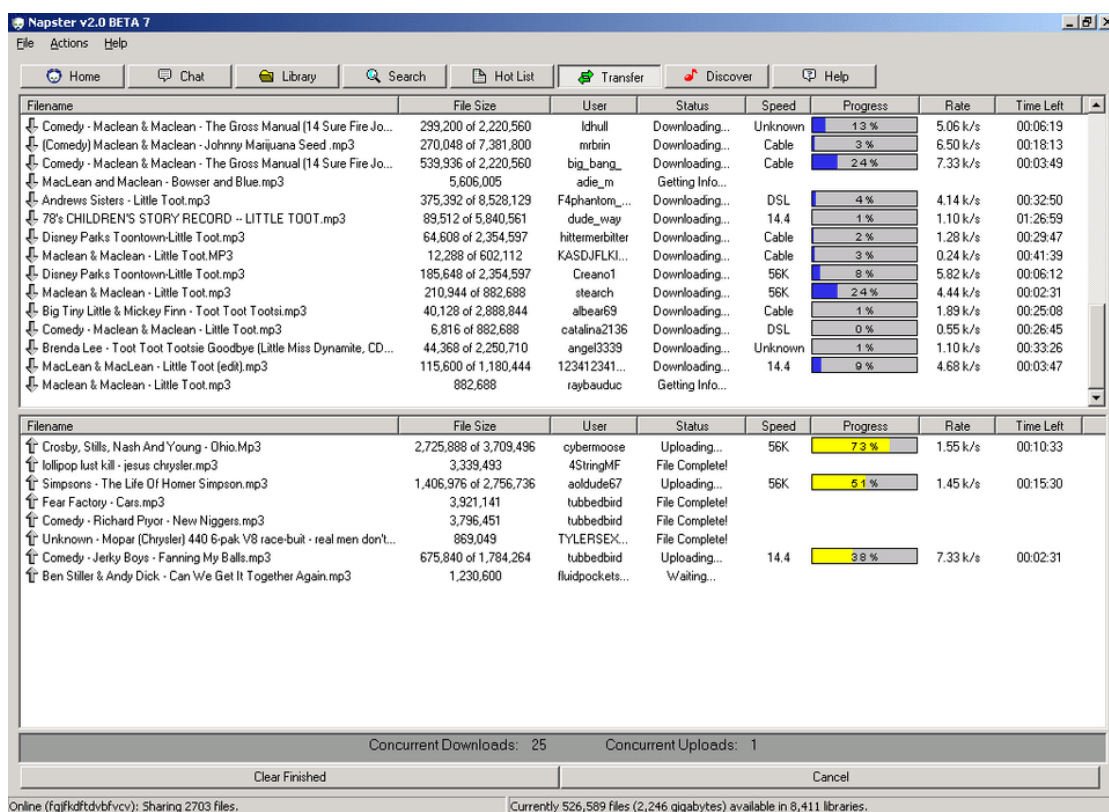 Napster v2.0 BETA 7
File Actions Help
Home Chat Library Search Hot List Transfer Discover Help
Filename File Size User Status Speed Progress Rate Time Left
Comedy - Maclean & Maclean - The Gross Manual (14 Sure Fire Jo... 299,200 of 2,220,560 ldhull Downloading... Unknown 13 % 5.06 k/s 00:06:19
(Comedy) Maclean & Maclean - Johnny Marijuana Seed .mp3 270,048 of 7,381,800 mrbrin Downloading... Cable 3 % 6.50 k/s 00:18:13
Comedy - Maclean & Maclean - The Gross Manual (14 Sure Fire Jo... 539,936 of 2,220,560 big_bang_ Downloading... Cable 24 % 7.33 k/s 00:03:49
MacLean and Maclean - Bowser and Blue.mp3 5,606,005 adie_m Getting Info...
Andrews Sisters - Little Toot.mp3 375,392 of 8,528,129 F4phantom_... Downloading... DSL 4 % 4.14 k/s 00:32:50
78's CHILDREN'S STORY RECORD -- LITTLE TOOT.mp3 89,512 of 5,840,561 dude_way Downloading... 14.4 1 % 1.10 k/s 01:26:59
Disney Parks Toontown-Little Toot.mp3 64,608 of 2,354,597 hittermerbitter Downloading... Cable 2 % 1.28 k/s 00:29:47
Maclean & Maclean - Little Toot.MP3 12,288 of 602,112 KASDJFLKI... Downloading... Cable 3 % 0.24 k/s 00:41:39
Disney Parks Toontown-Little Toot.mp3 185,648 of 2,354,597 Creano1 Downloading... 56K 8 % 5.82 k/s 00:06:12
Maclean & Maclean - Little Toot.mp3 210,944 of 882,688 stearch Downloading... 56K 24 % 4.44 k/s 00:02:31
Big Tiny Little & Mickey Finn - Toot Toot Tootsi.mp3 40,128 of 2,888,844 albear69 Downloading... Cable 1 % 1.89 k/s 00:25:08
Comedy - Maclean & Maclean - Little Toot.mp3 6,816 of 882,688 catalina2136 Downloading... DSL 0 % 0.55 k/s 00:26:45
Brenda Lee - Toot Toot Tootsie Goodbye (Little Miss Dynamite, CD... 44,368 of 2,250,710 angel3339 Downloading... Unknown 1 % 1.10 k/s 00:33:26
MacLean & MacLean - Little Toot (edit).mp3 115,600 of 1,180,444 123412341... Downloading... 14.4 9 % 4.68 k/s 00:03:47
Maclean & Maclean - Little Toot.mp3 882,688 raybauduc Getting Info...
Filename File Size User Status Speed Progress Rate Time Left
Crosby, Stills, Nash And Young - Ohio.Mp3 2,725,888 of 3,709,496 cybermoose Uploading... 56K 73 % 1.55 k/s 00:10:33
lollipop lust kill - jesus chrysler.mp3 3,339,493 4StringMF File Complete!
Simpsons - The Life Of Homer Simpson.mp3 1,406,976 of 2,756,736 aoldude67 Uploading... 56K 51 % 1.45 k/s 00:15:30
Fear Factory - Cars.mp3 3,921,141 tubbedbird File Complete!
Comedy - Richard Pryor - New Niggers.mp3 3,796,451 tubbedbird File Complete!
Unknown - Mopar (Chrysler) 440 6-pak V8 race-buit - real men don't... 869,049 TYLERSEX... File Complete!
Comedy - Jerky Boys - Fanning My Balls.mp3 675,840 of 1,784,264 tubbedbird Uploading... 14.4 38 % 7.33 k/s 00:02:31
Ben Stiller & Andy Dick - Can We Get It Together Again.mp3 1,230,600 fluidpockets... Waiting...
Concurrent Downloads: 25 Concurrent Uploads: 1
Clear Finished Cancel
Online (fgjfkdftdvbfvcv): Sharing 2703 files. Currently 526,589 files (2,246 gigabytes) available in 8,411 libraries.